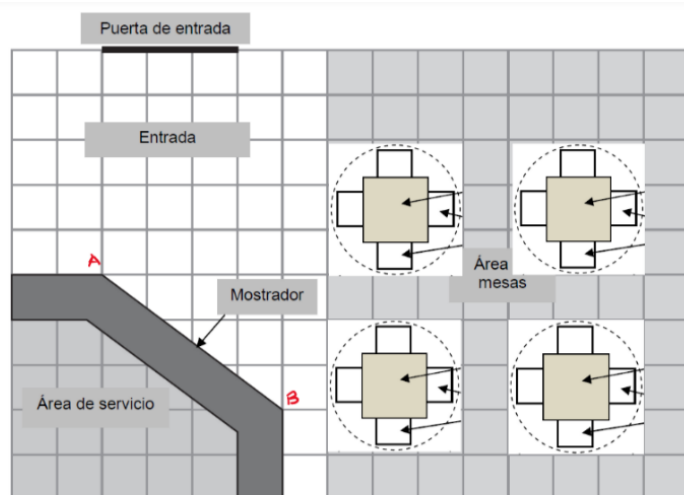 Puerta de entrada
Entrada
A
Mostrador
Área
mesas
Área de servicio
B